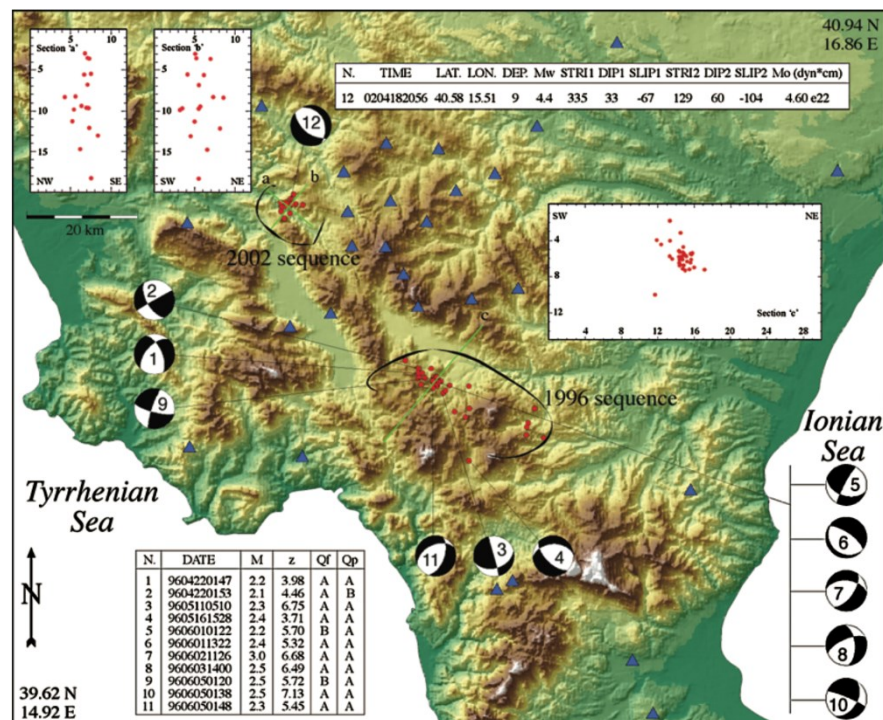 40.94 N
16.86 E
Section 'a'
5 10
5
10
15
NW SE
Section 'b'
5 10
5
10
15
SW NE
N. TIME LAT. LON. DEP. Mw STRI1 DIP1 SLIP1 STRI2 DIP2 SLIP2 Mo (dyn*cm)
12 0204182056 40.58 15.51 9 4.4 335 33 -67 129 60 -104 4.60 e22
12
a b
20 km
2002 sequence
SW NE
-4
-8
-12
Section 'c'
4 8 12 16 20 24 28
2
1
9
c
1996 sequence
Ionian
Sea
Tyrrhenian
Sea
5
6
7
8
10
11
3
4
N
N. DATE M z Qf Qp
1 9604220147 2.2 3.98 A A
2 9604220153 2.1 4.46 A B
3 9605110510 2.3 6.75 A A
4 9605161528 2.4 3.71 A A
5 9606010122 2.2 5.70 B A
6 9606011322 2.4 5.32 A A
7 9606021126 3.0 6.68 A A
8 9606031400 2.5 6.49 A A
9 9606050120 2.5 5.72 B A
10 9606050138 2.5 7.13 A A
11 9606050148 2.3 5.45 A A
39.62 N
14.92 E